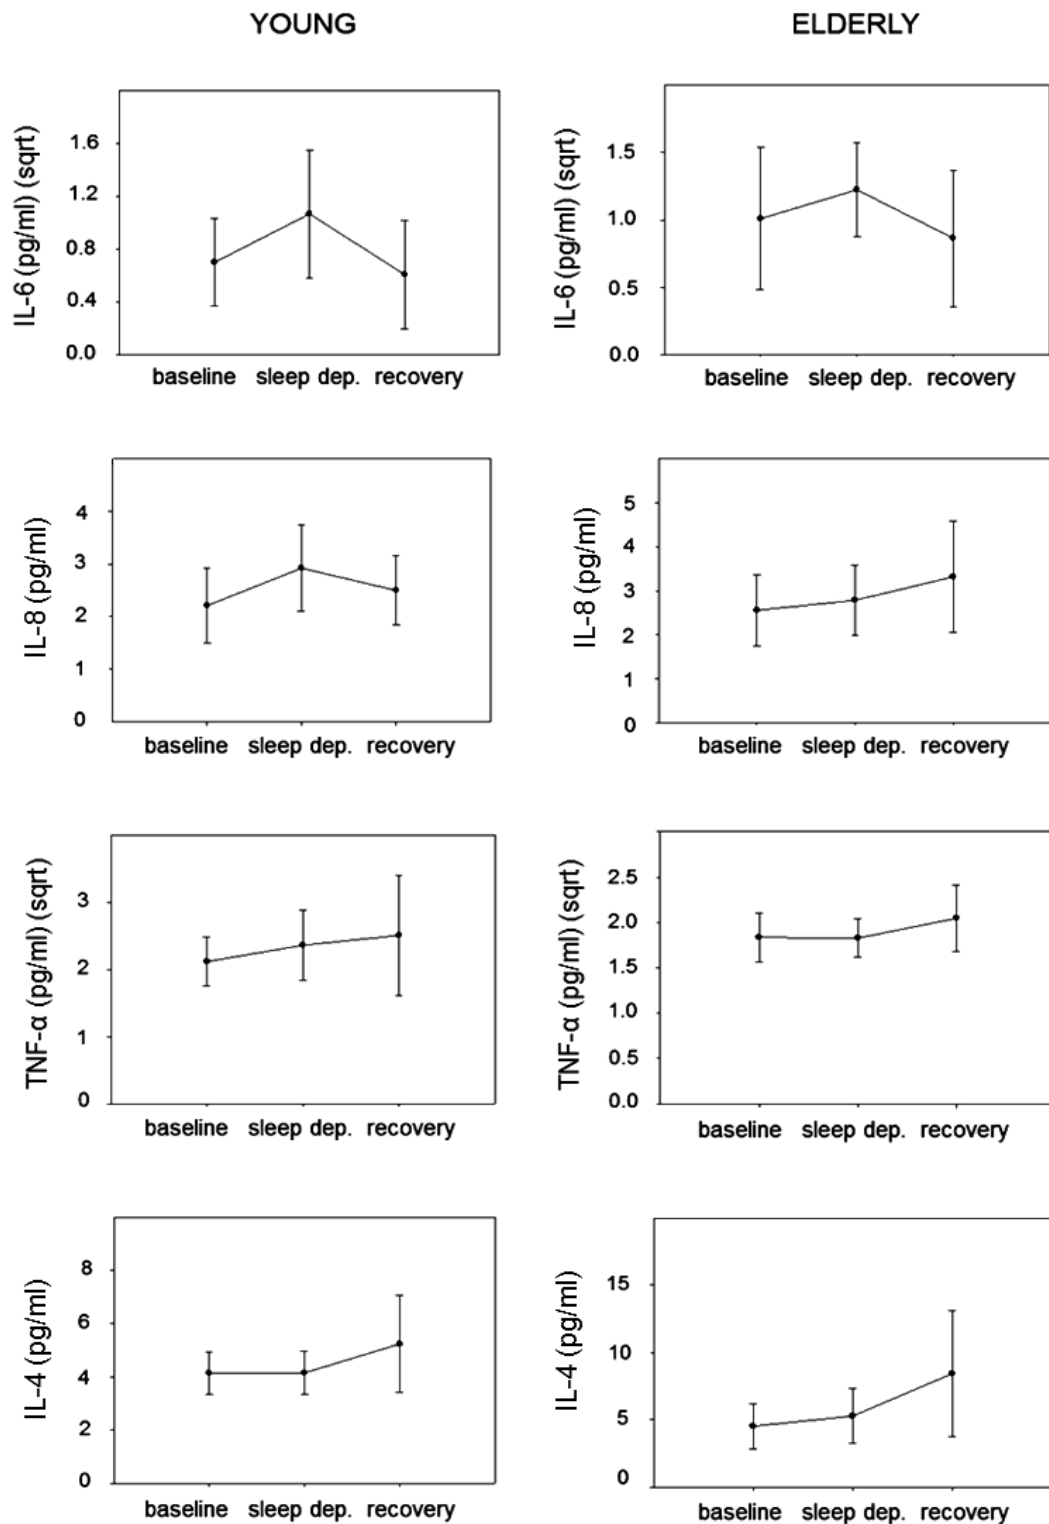 YOUNG
ELDERLY
IL-6 (pg/ml) (sqrt)
1.6
1.2
0.8
0.4
0.0
baseline sleep dep. recovery
IL-6 (pg/ml) (sqrt)
1.5
1.0
0.5
0.0
baseline sleep dep. recovery
IL-8 (pg/ml)
4
3
2
1
0
baseline sleep dep. recovery
IL-8 (pg/ml)
5
4
3
2
1
0
baseline sleep dep. recovery
TNF-α (pg/ml) (sqrt)
3
2
1
0
baseline sleep dep. recovery
TNF-α (pg/ml) (sqrt)
2.5
2.0
1.5
1.0
0.5
0.0
baseline sleep dep. recovery
IL-4 (pg/ml)
8
6
4
2
0
baseline sleep dep. recovery
IL-4 (pg/ml)
15
10
5
0
baseline sleep dep. recovery